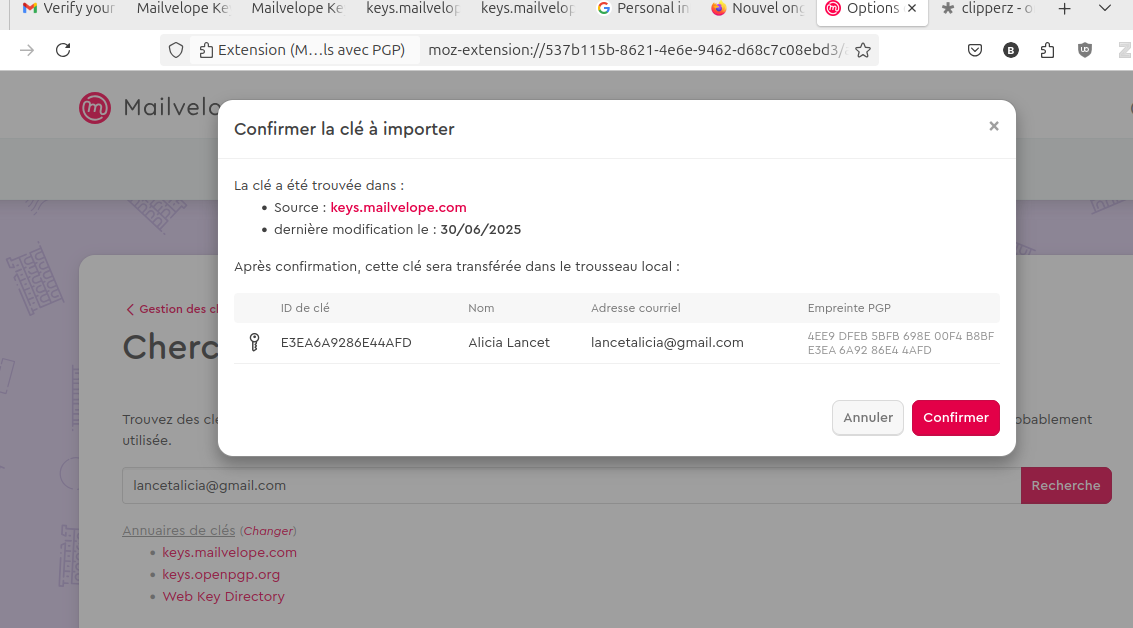 Verify your
Mailvelope Ke
Mailvelope Ke
keys.mailvelop
keys.mailvelop
Personal in
Nouvel ong
Options
clipperz - o
Extension (M...ls avec PGP)
moz-extension://537b115b-8621-4e6e-9462-d68c7c08ebd3/
Mailvelo
Confirmer la clé à importer
La clé a été trouvée dans :
• Source : keys.mailvelope.com
• dernière modification le : 30/06/2025
Après confirmation, cette clé sera transférée dans le trousseau local :
ID de clé Nom Adresse courriel Empreinte PGP
E3EA6A9286E44AFD Alicia Lancet lancetalicia@gmail.com 4EE9 DFEB 5BFB 698E 00F4 B8BF
E3EA 6A92 86E4 4AFD
Annuler Confirmer
Gestion des cl
Cherc
Trouvez des clé obablement
utilisée.
lancetalicia@gmail.com Recherche
Annuaires de clés (Changer)
• keys.mailvelope.com
• keys.openpgp.org
• Web Key Directory